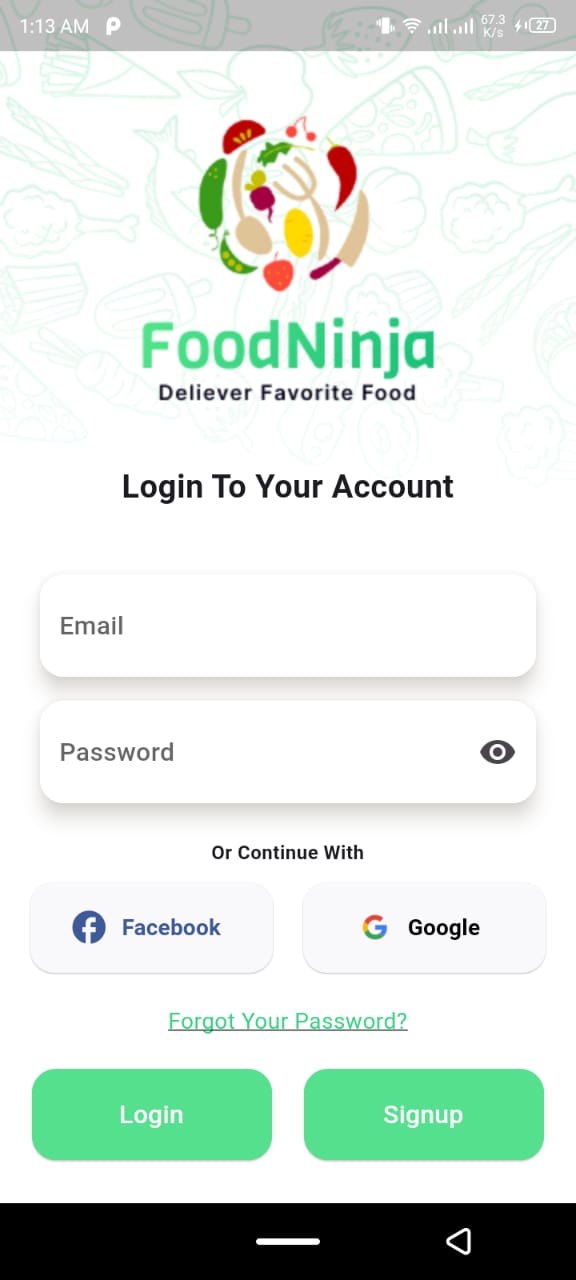 1:13 AM
67.3
K/s
27
FoodNinja
Deliever Favorite Food
Login To Your Account
Email
Password
Or Continue With
Facebook
Google
Forgot Your Password?
Login
Signup